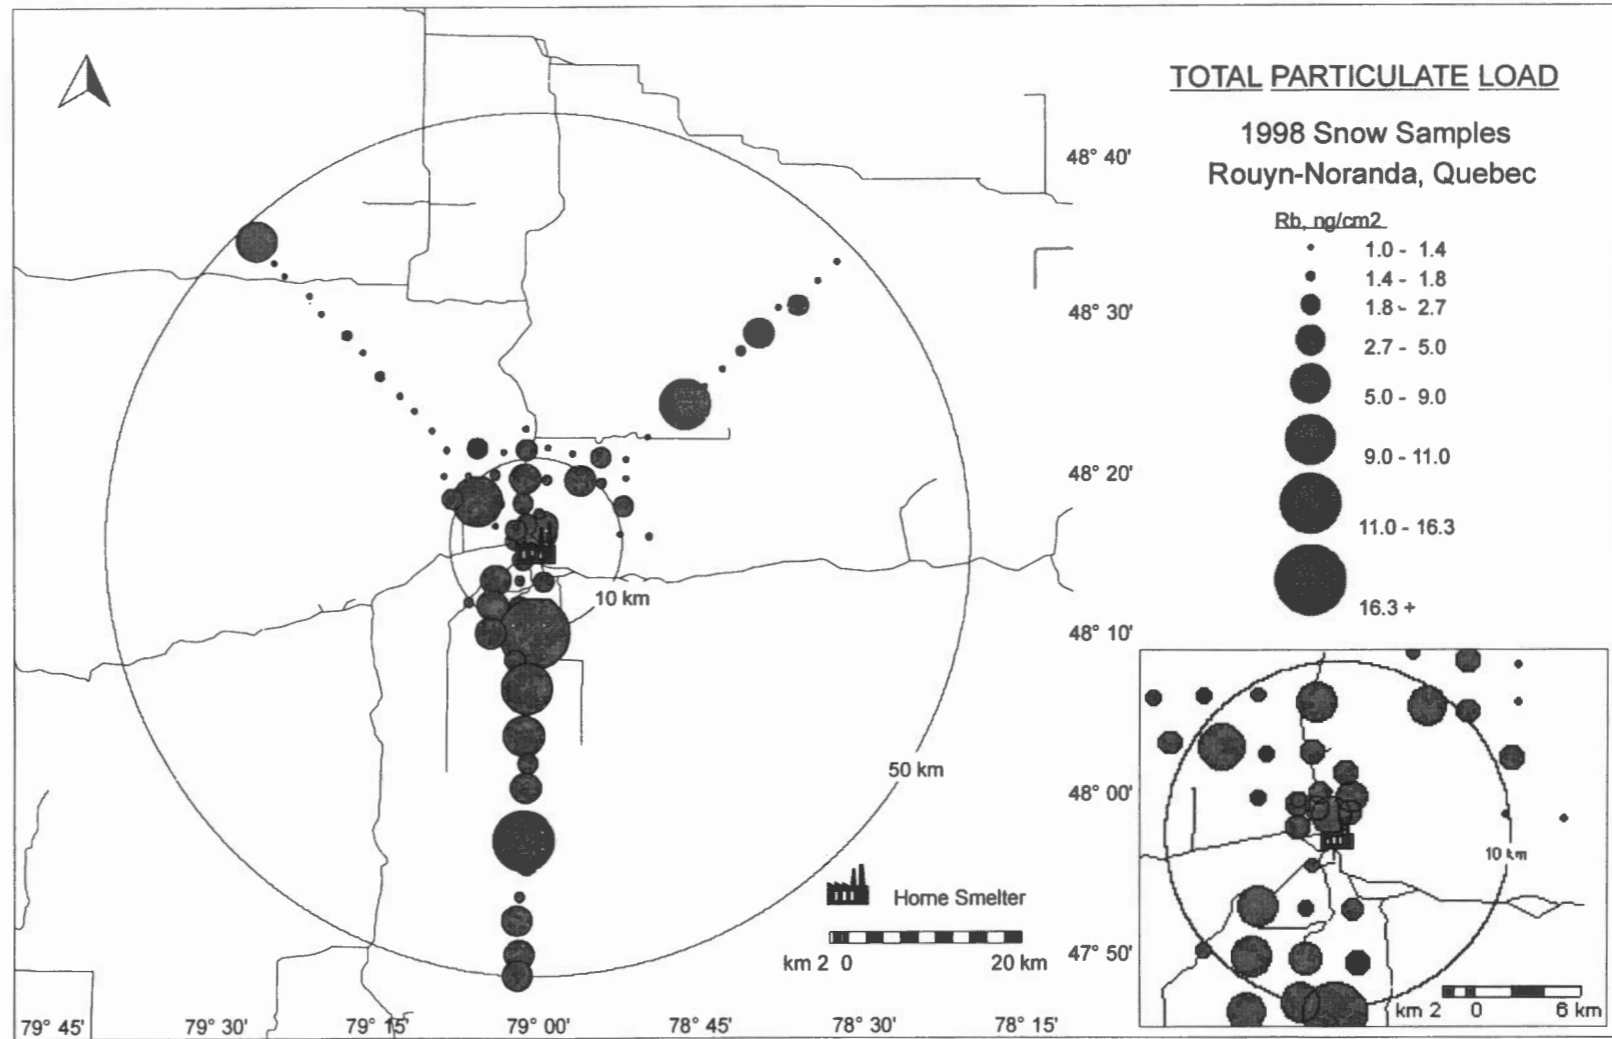 TOTAL PARTICULATE LOAD
1998 Snow Samples
Rouyn-Noranda, Quebec
Rb, ng/cm2
1.0 - 1.4
1.4 - 1.8
1.8 - 2.7
2.7 - 5.0
5.0 - 9.0
9.0 - 11.0
11.0 - 16.3
16.3 +
48° 40'
48° 30'
48° 20'
48° 10'
48° 00'
47° 50'
10 km
50 km
Horne Smelter
km 2 0 20 km
79° 45' 79° 30' 79° 15' 79° 00' 78° 45' 78° 30' 78° 15'
10 km
km 2 0 6 km